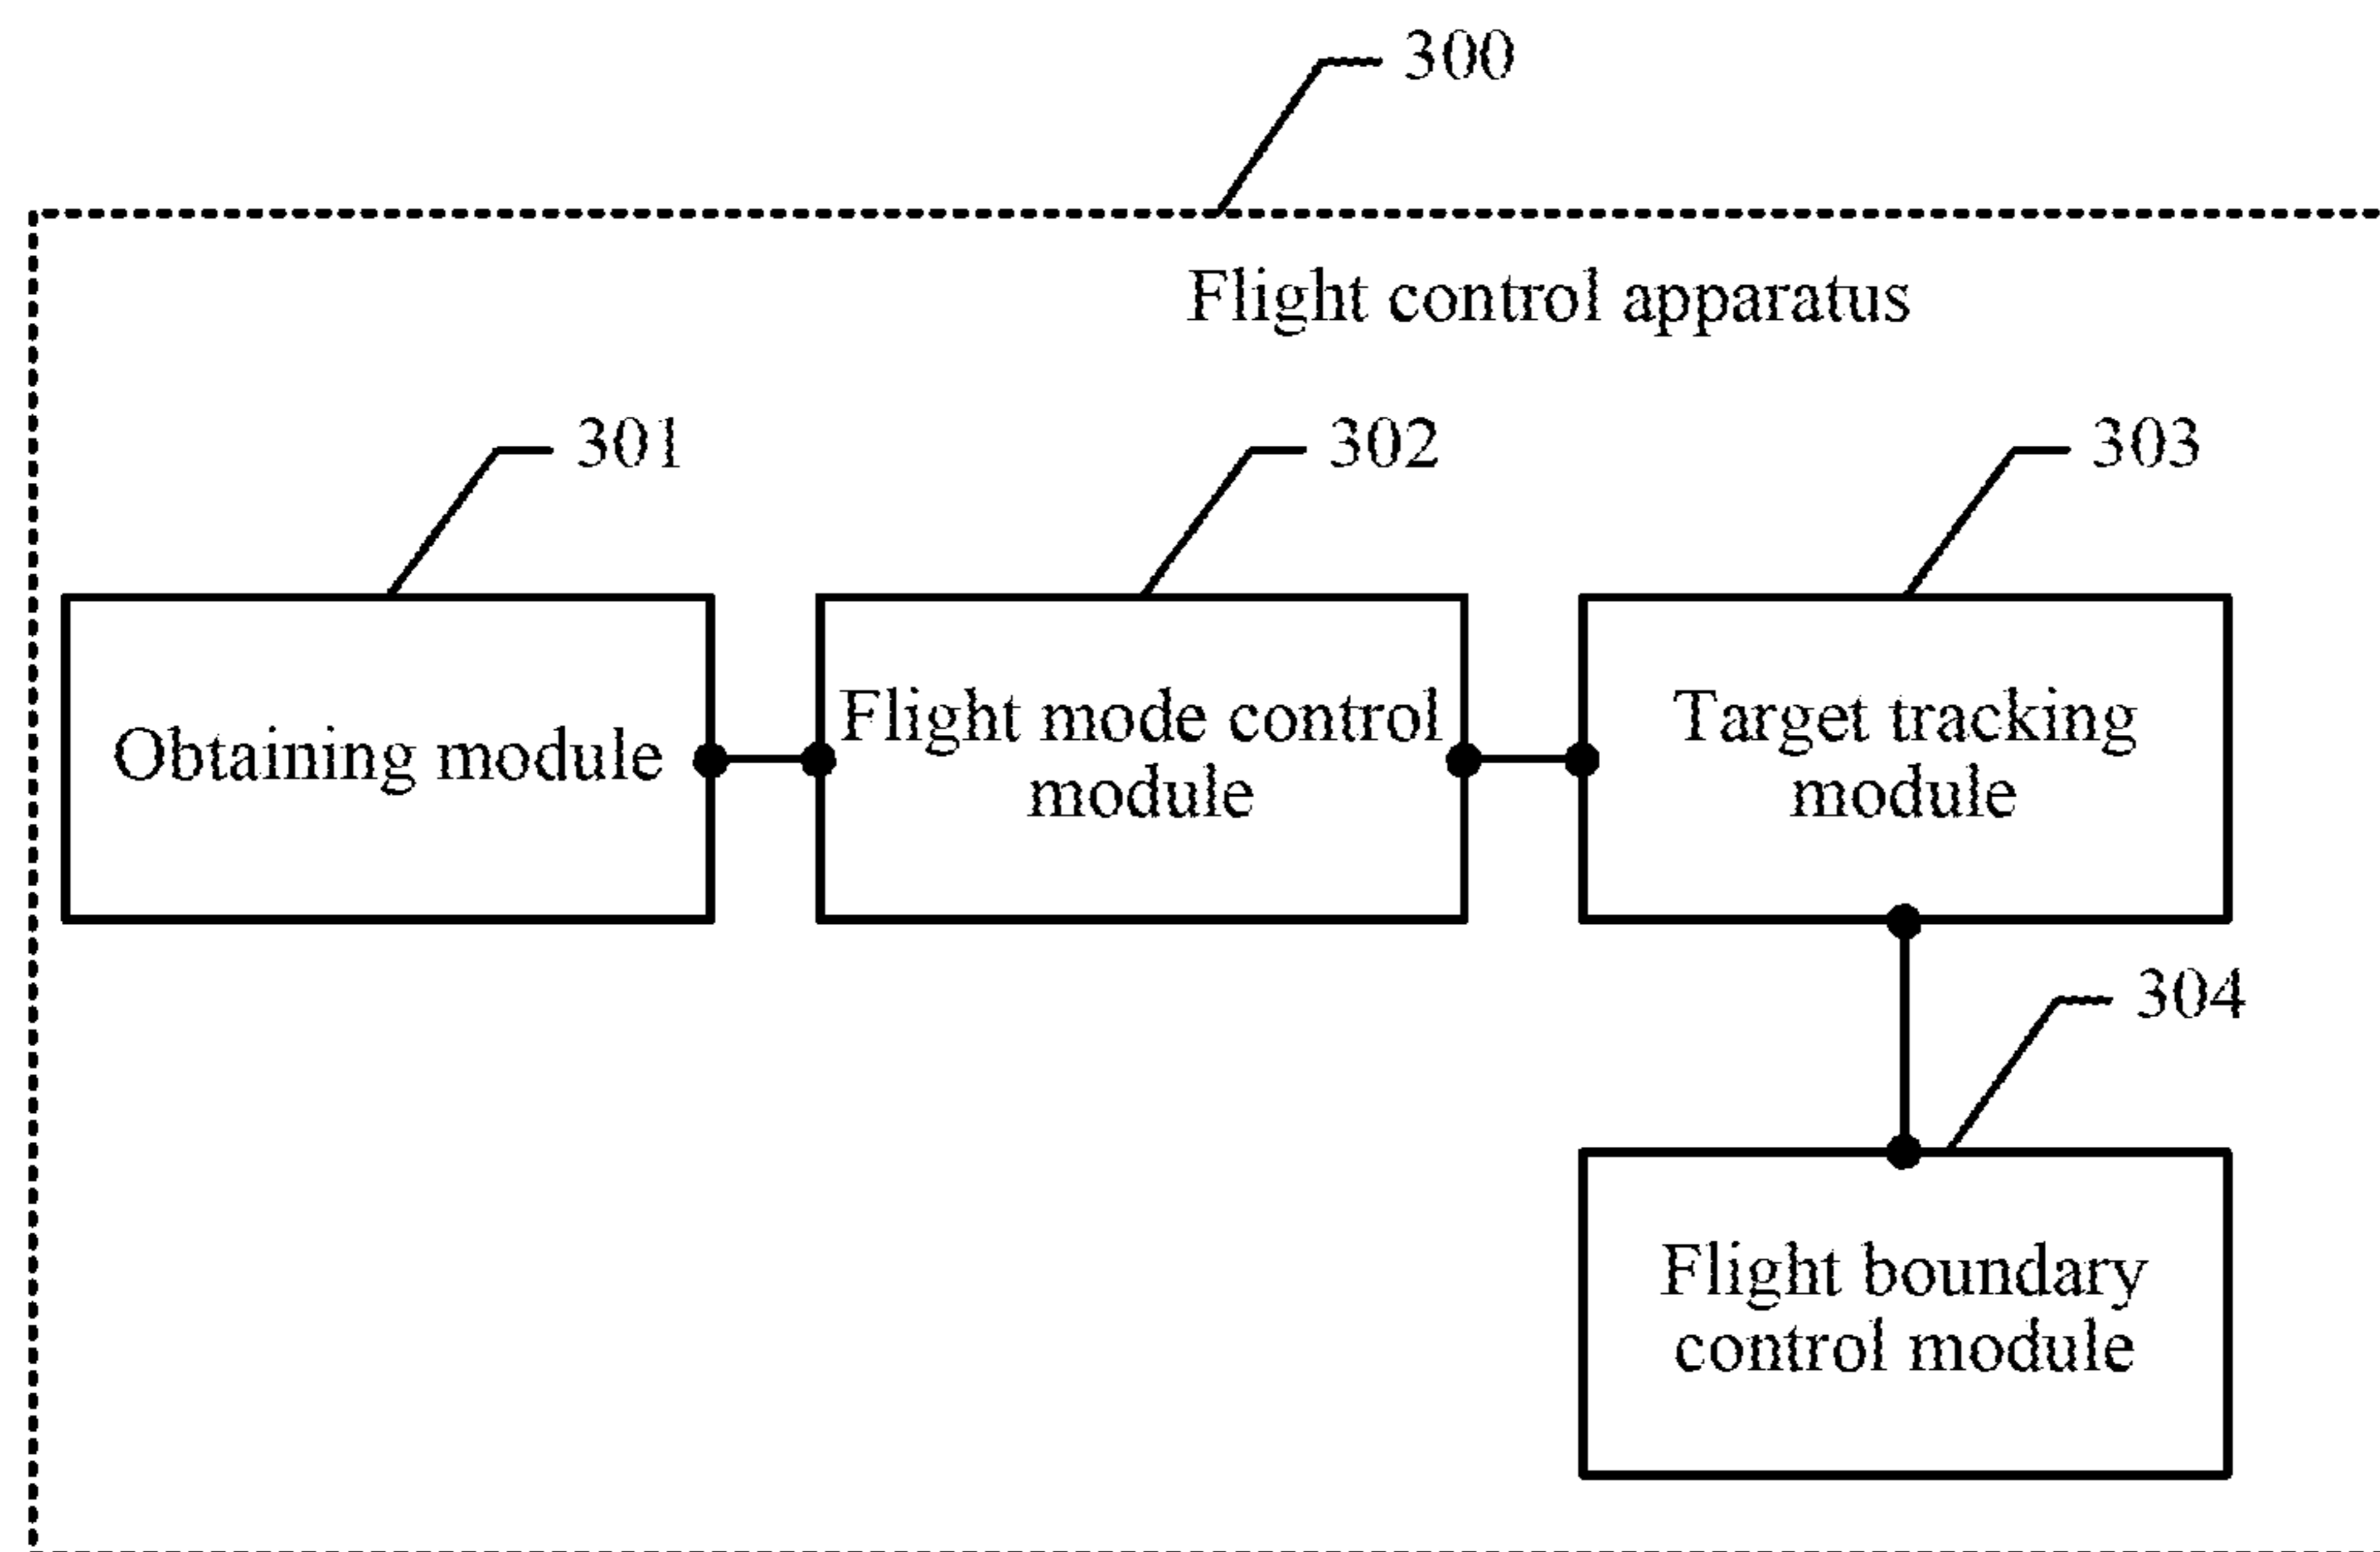 300
Flight control apparatus
301
302
303
Obtaining module
Flight mode control
module
Target tracking
module
304
Flight boundary
control module